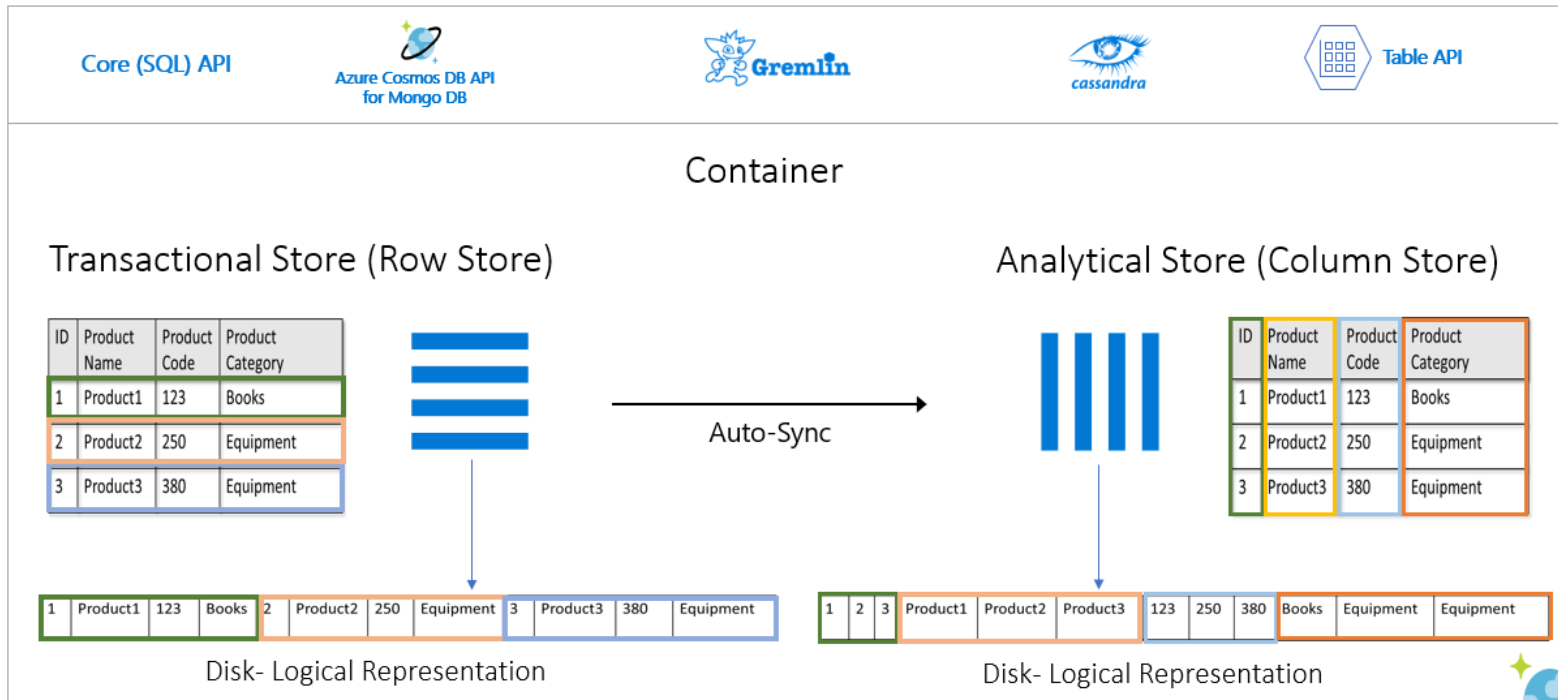 Core (SQL) API
Azure Cosmos DB API
for Mongo DB
Gremlin
cassandra
Table API
Container
Transactional Store (Row Store)
ID Product Name Product Code Product Category
1 Product1 123 Books
2 Product2 250 Equipment
3 Product3 380 Equipment
Auto-Sync
Analytical Store (Column Store)
ID Product Name Product Code Product Category
1 Product1 123 Books
2 Product2 250 Equipment
3 Product3 380 Equipment
1 Product1 123 Books 2 Product2 250 Equipment 3 Product3 380 Equipment
Disk- Logical Representation
1 2 3 Product1 Product2 Product3 123 250 380 Books Equipment Equipment
Disk- Logical Representation